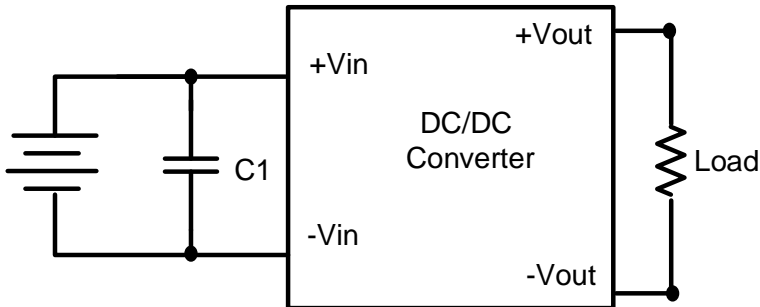 +Vout
+Vin
DC/DC
Converter
C1
Load
-Vin
-Vout